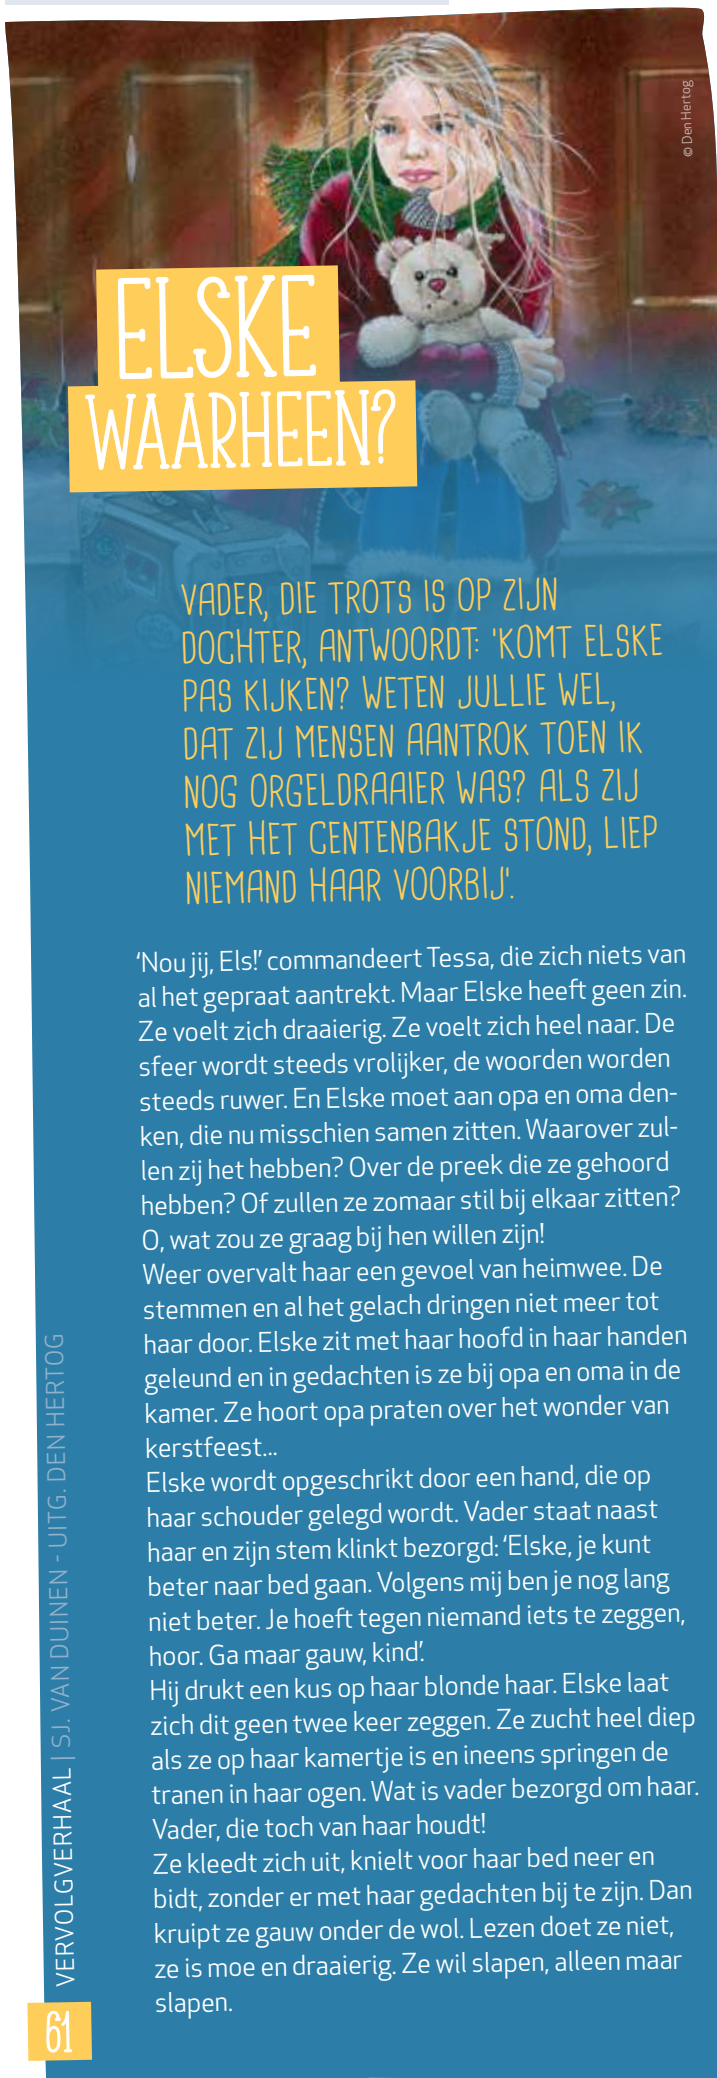 © Den Hertog
ELSKE
WAARHEEN?
VADER, DIE TROTS IS OP ZIJN
DOCHTER, ANTWOORDT: 'KOMT ELSKE
PAS KIJKEN? WETEN JULLIE WEL,
DAT ZIJ MENSEN AANTROK TOEN IK
NOG ORGELDRAAIER WAS? ALS ZIJ
MET HET CENTENBAKJE STOND, LIEP
NIEMAND HAAR VOORBIJ'.
‘Nou jij, Els!’ commandeert Tessa, die zich niets van
al het gepraat aantrekt. Maar Elske heeft geen zin.
Ze voelt zich draaierig. Ze voelt zich heel naar. De
sfeer wordt steeds vrolijker, de woorden worden
steeds ruwer. En Elske moet aan opa en oma den-
ken, die nu misschien samen zitten. Waarover zul-
len zij het hebben? Over de preek die ze gehoord
hebben? Of zullen ze zomaar stil bij elkaar zitten?
O, wat zou ze graag bij hen willen zijn!
Weer overvalt haar een gevoel van heimwee. De
stemmen en al het gelach dringen niet meer tot
haar door. Elske zit met haar hoofd in haar handen
geleund en in gedachten is ze bij opa en oma in de
kamer. Ze hoort opa praten over het wonder van
kerstfeest...
Elske wordt opgeschrikt door een hand, die op
haar schouder gelegd wordt. Vader staat naast
haar en zijn stem klinkt bezorgd: ‘Elske, je kunt
beter naar bed gaan. Volgens mij ben je nog lang
niet beter. Je hoeft tegen niemand iets te zeggen,
hoor. Ga maar gauw, kind’.
Hij drukt een kus op haar blonde haar. Elske laat
zich dit geen twee keer zeggen. Ze zucht heel diep
als ze op haar kamertje is en ineens springen de
tranen in haar ogen. Wat is vader bezorgd om haar.
Vader, die toch van haar houdt!
Ze kleedt zich uit, knielt voor haar bed neer en
bidt, zonder er met haar gedachten bij te zijn. Dan
kruipt ze gauw onder de wol. Lezen doet ze niet,
ze is moe en draaierig. Ze wil slapen, alleen maar
slapen.
VERVOLGVERHAAL | S.J. VAN DUINEN - UITG. DEN HERTOG
61